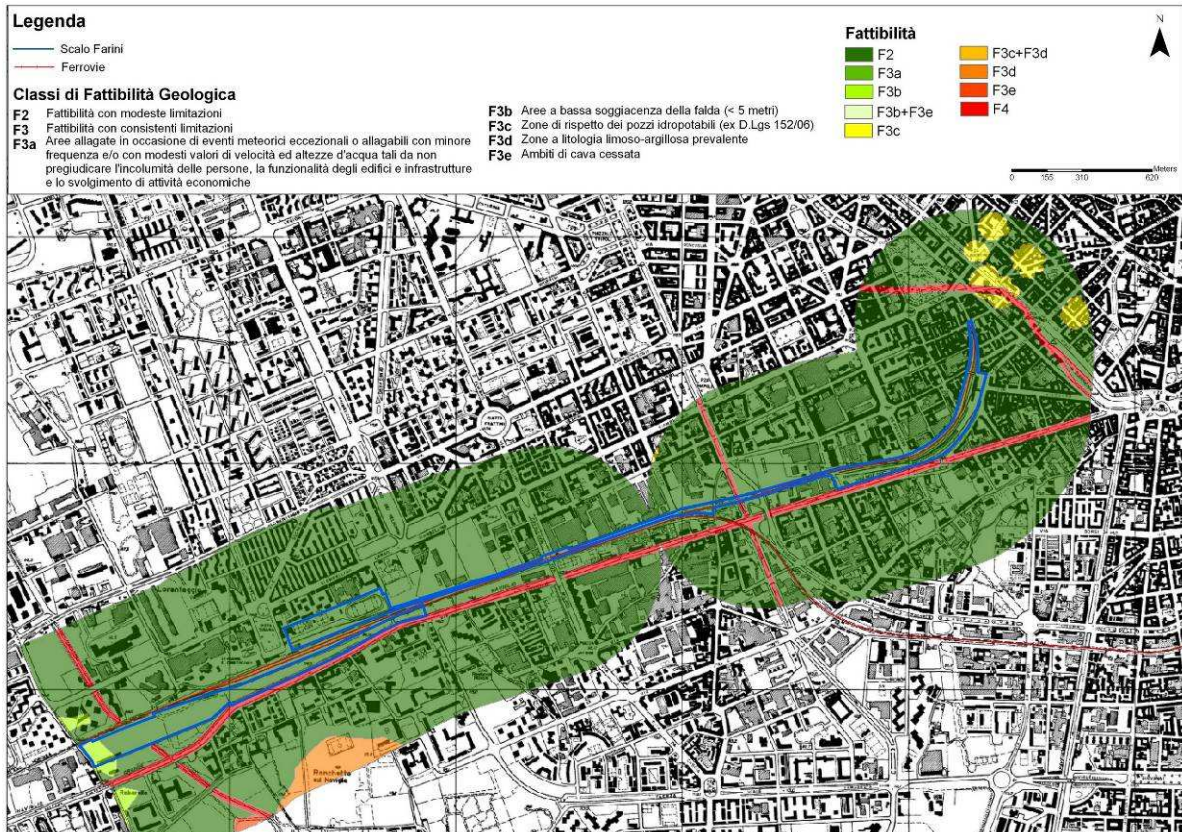 Legenda
Scalo Farini
Ferrovie
Classi di Fattibilità Geologica
F2 Fattibilità con modeste limitazioni
F3 Fattibilità con consistenti limitazioni
F3a Aree allagate in occasione di eventi meteorici eccezionali o allagabili con minore
frequenza e/o con modesti valori di velocità ed altezze d'acqua tali da non
pregiudicare l'incolumità delle persone, la funzionalità degli edifici e infrastrutture
e lo svolgimento di attività economiche
F3b Aree a bassa soggiacenza della falda (< 5 metri)
F3c Zone di rispetto dei pozzi idropotabili (ex D.Lgs 152/06)
F3d Zone a litologia limoso-argillosa prevalente
F3e Ambiti di cava cessata
Fattibilità
F2
F3a
F3b
F3b+F3e
F3c
F3c+F3d
F3d
F3e
F4
N
Meters
0 155 310 620
Lorenteggio
Ronchetto
sul Naviglio